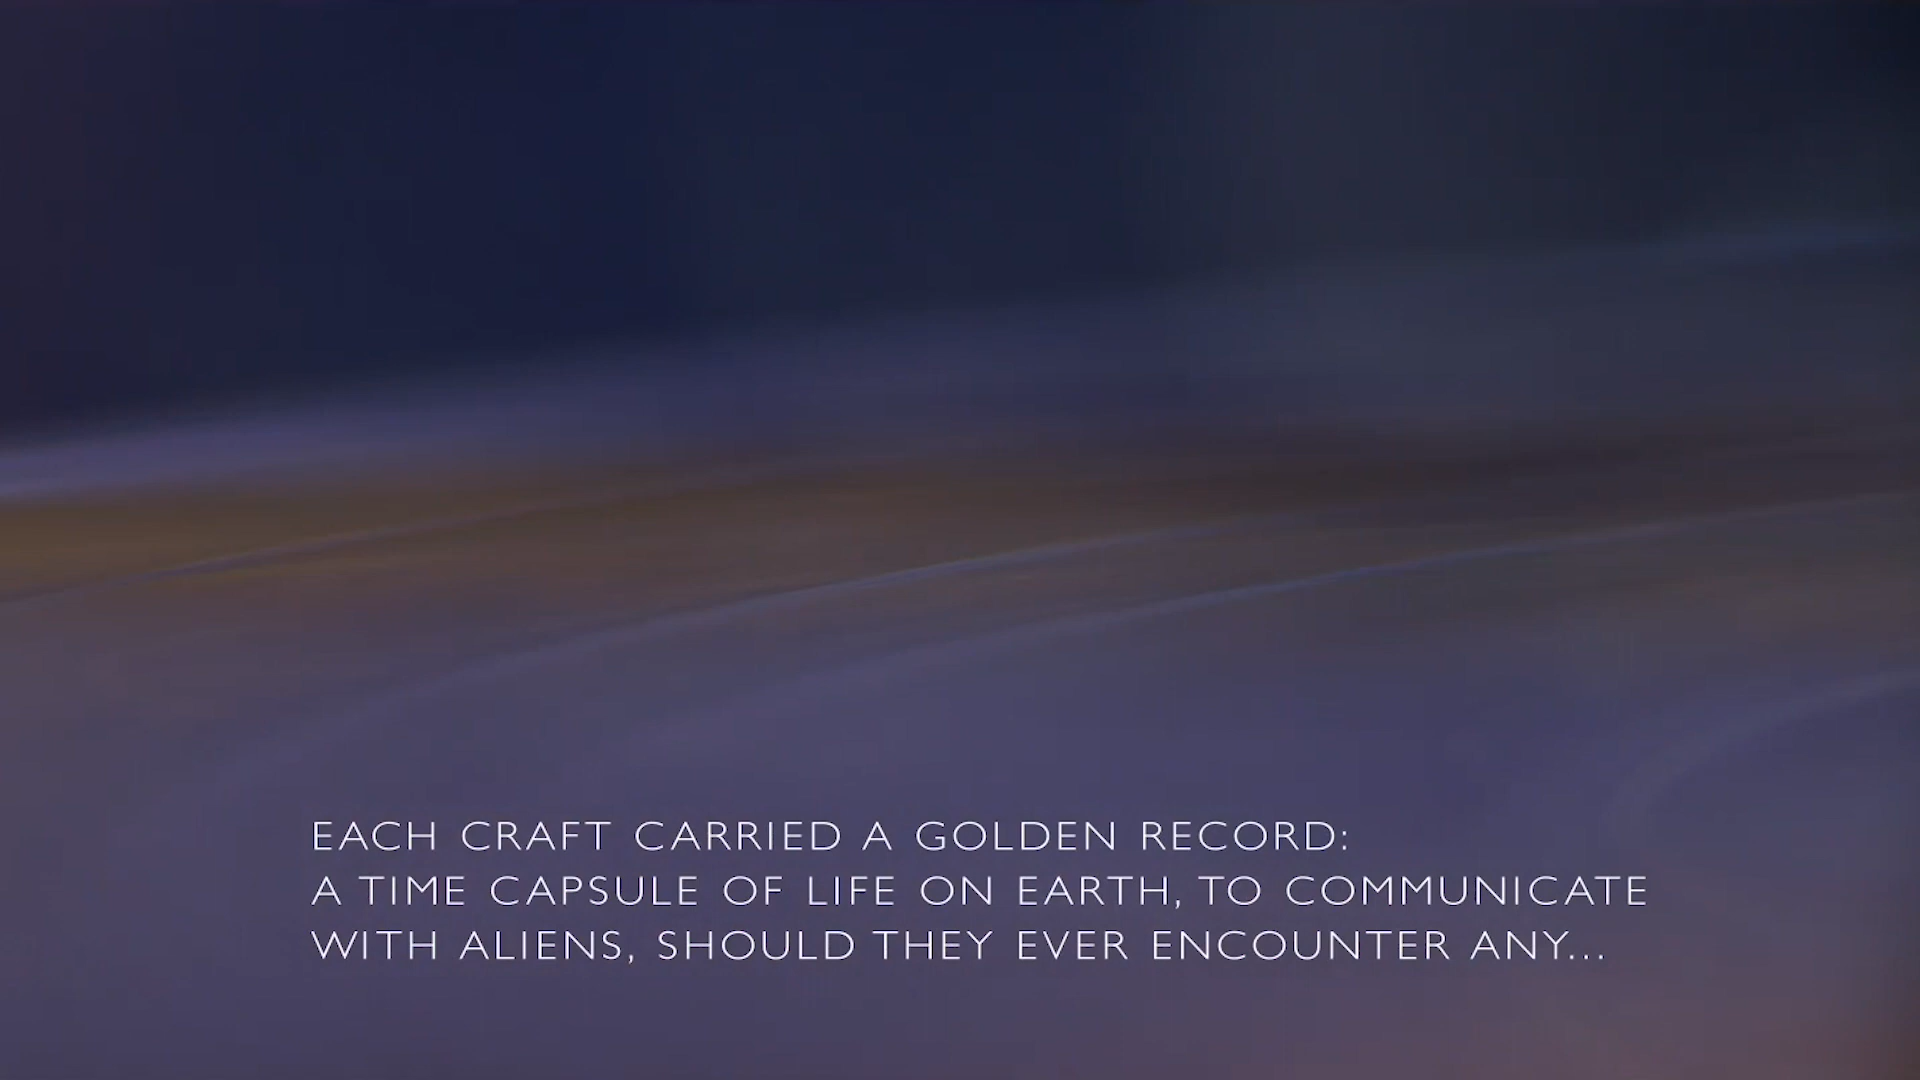 EACH CRAFT CARRIED A GOLDEN RECORD:
A TIME CAPSULE OF LIFE ON EARTH, TO COMMUNICATE
WITH ALIENS, SHOULD THEY EVER ENCOUNTER ANY...